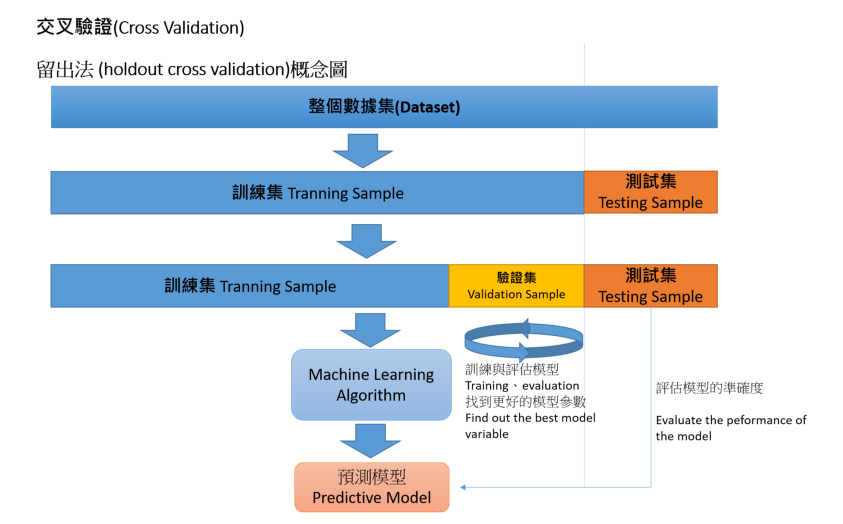 交叉驗證(Cross Validation)
留出法 (holdout cross validation)概念圖
整個數據集(Dataset)
訓練集 Tranning Sample
測試集
Testing Sample
訓練集 Tranning Sample
驗證集
Validation Sample
測試集
Testing Sample
Machine Learning
Algorithm
訓練與評估模型
Training、evaluation
找到更好的模型參數
Find out the best model
variable
評估模型的準確度
Evaluate the peformance of
the model
預測模型
Predictive Model